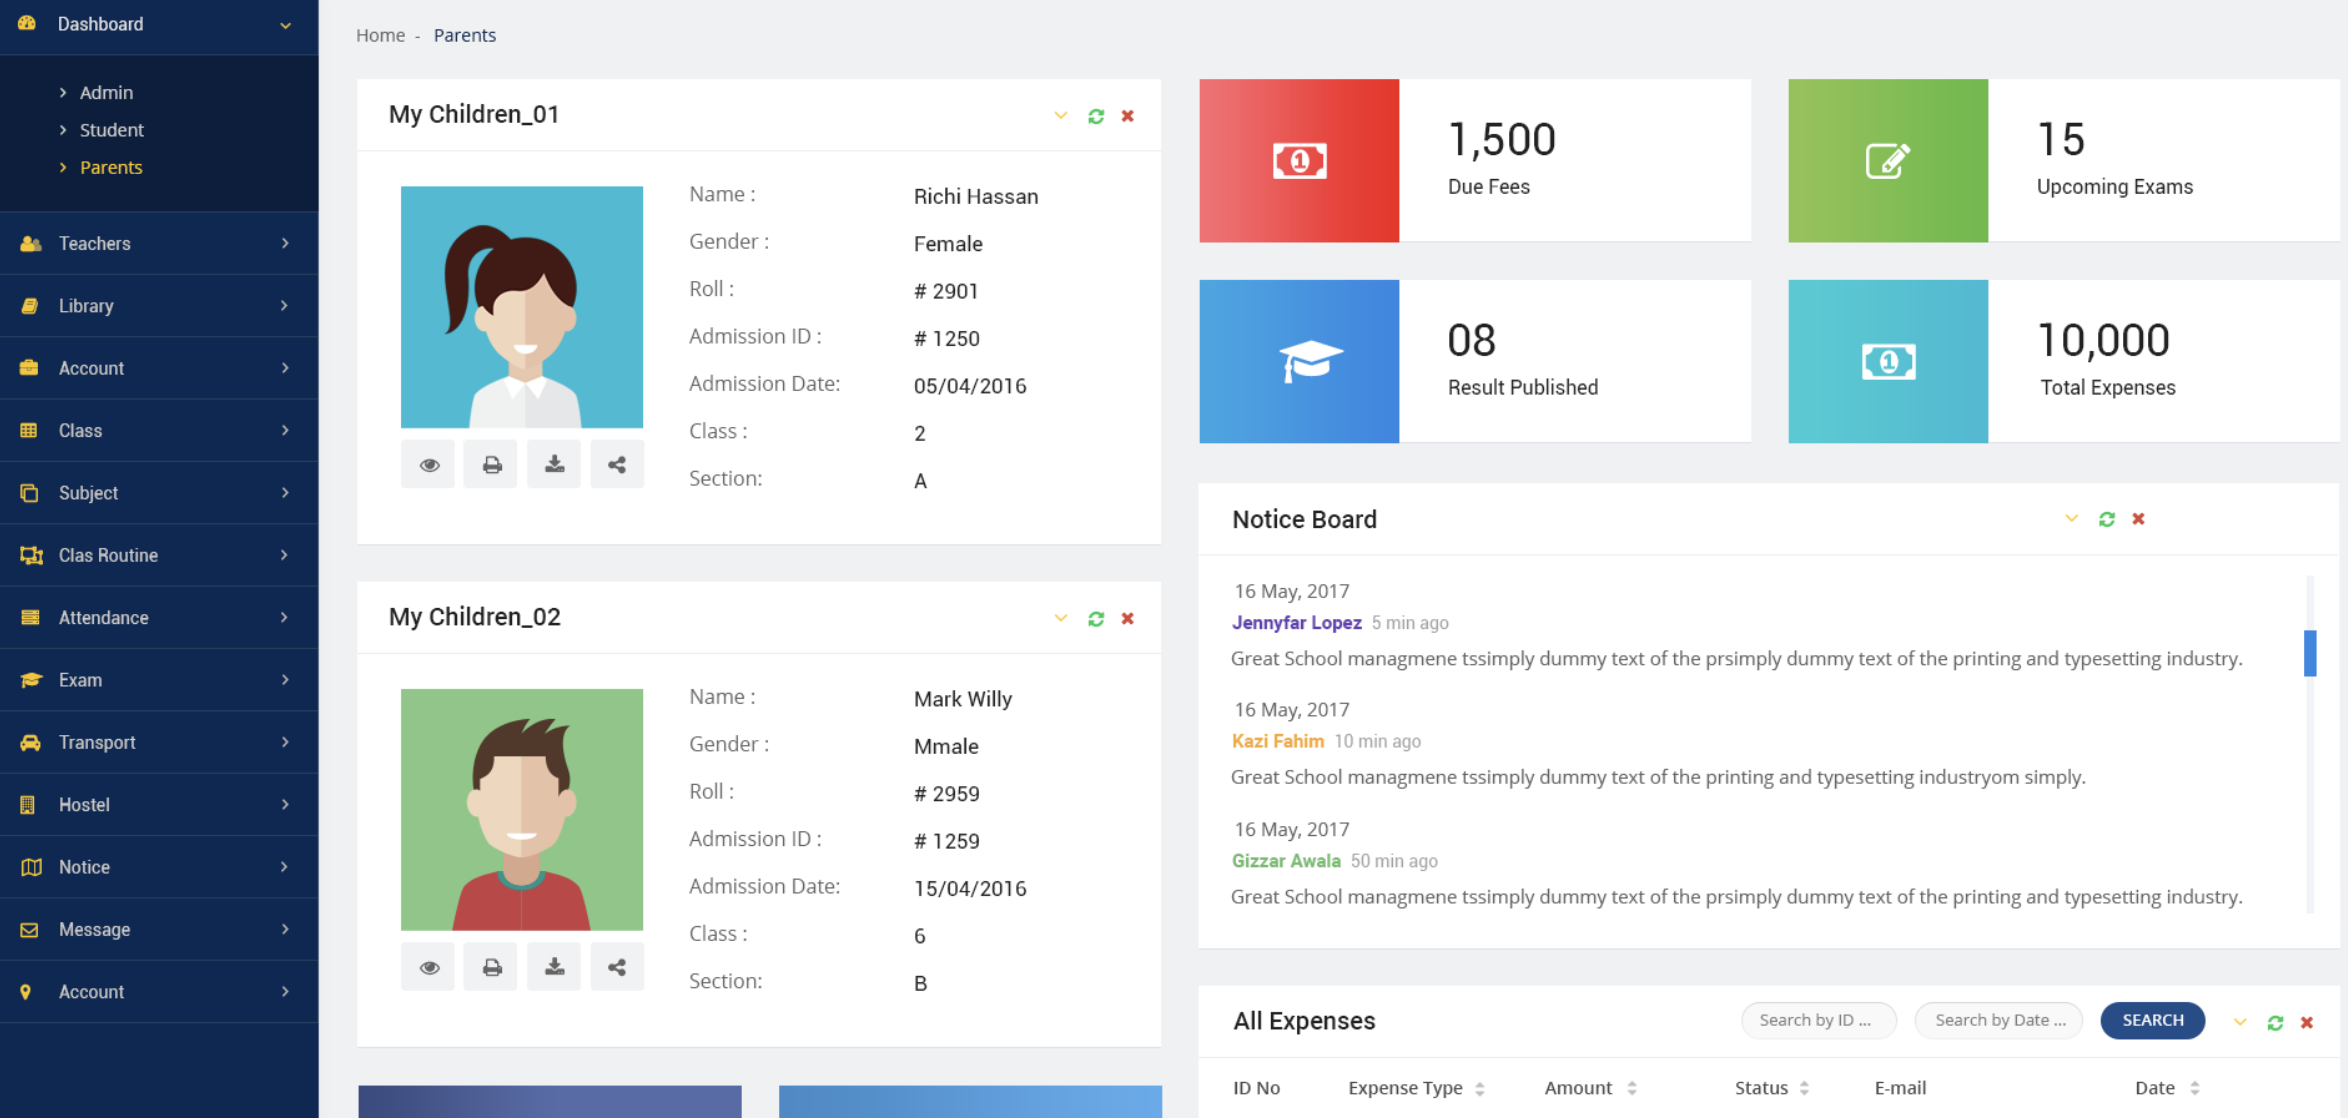 Dashboard
Admin
Student
Parents
Teachers
Library
Account
Class
Subject
Clas Routine
Attendance
Exam
Transport
Hostel
Notice
Message
Account
Home - Parents
My Children_01
Name : Richi Hassan
Gender : Female
Roll : # 2901
Admission ID : # 1250
Admission Date: 05/04/2016
Class : 2
Section: A
My Children_02
Name : Mark Willy
Gender : Mmale
Roll : # 2959
Admission ID : # 1259
Admission Date: 15/04/2016
Class : 6
Section: B
1
1,500
Due Fees
15
Upcoming Exams
08
Result Published
1
10,000
Total Expenses
Notice Board
16 May, 2017
Jennyfar Lopez 5 min ago
Great School managmene tssimply dummy text of the prsimply dummy text of the printing and typesetting industry.
16 May, 2017
Kazi Fahim 10 min ago
Great School managmene tssimply dummy text of the printing and typesetting industryom simply.
16 May, 2017
Gizzar Awala 50 min ago
Great School managmene tssimply dummy text of the prsimply dummy text of the printing and typesetting industry.
All Expenses Search by ID ... Search by Date ... SEARCH
ID No Expense Type Amount Status E-mail Date